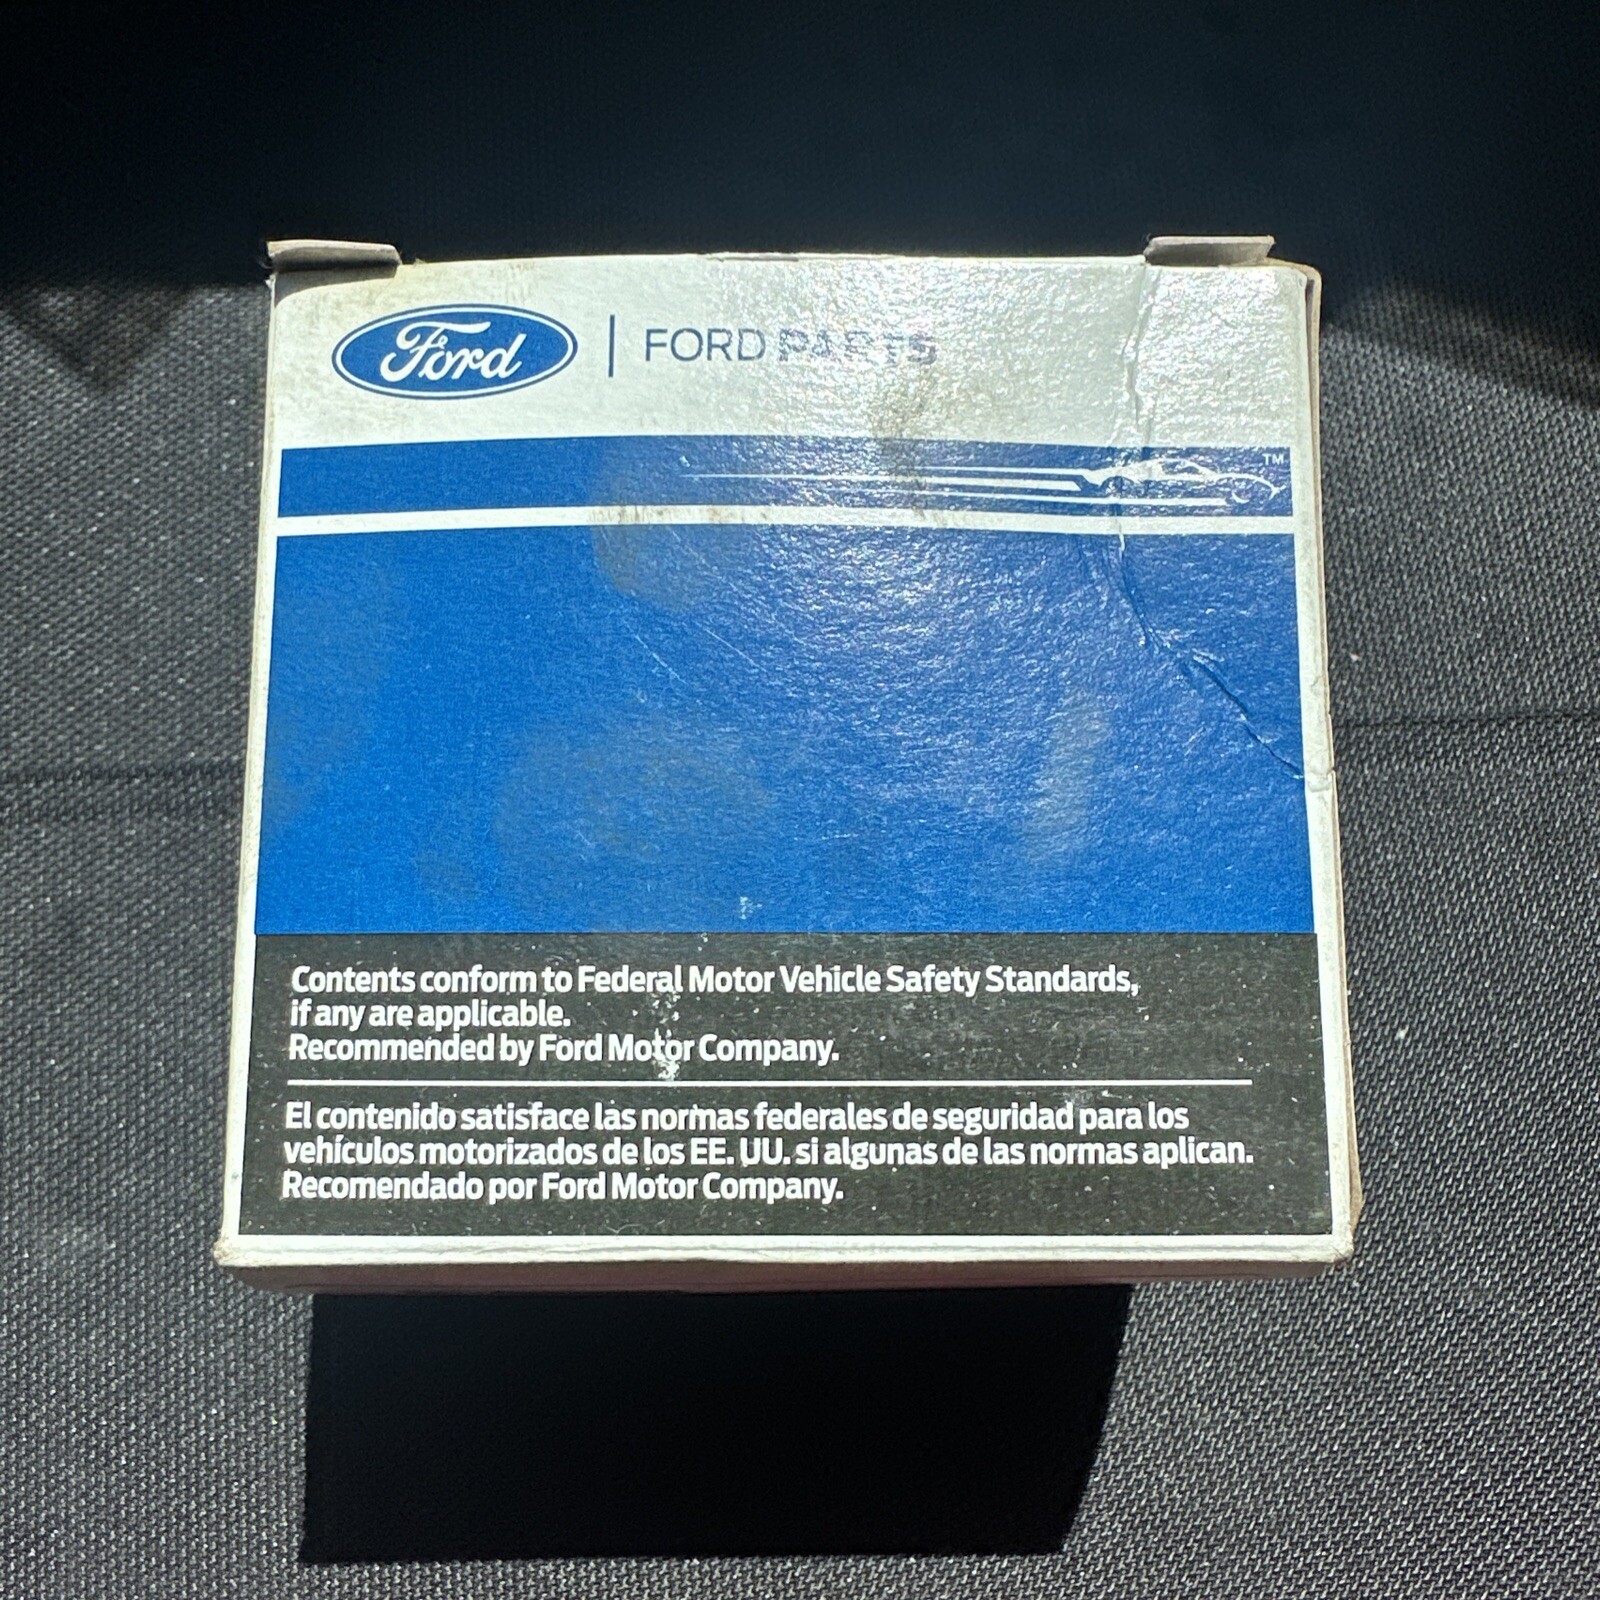 Ford | FORD PARTS
TM
Contents conform to Federal Motor Vehicle Safety Standards,
if any are applicable.
Recommended by Ford Motor Company.
El contenido satisface las normas federales de seguridad para los
vehículos motorizados de los EE. UU. si algunas de las normas aplican.
Recomendado por Ford Motor Company.